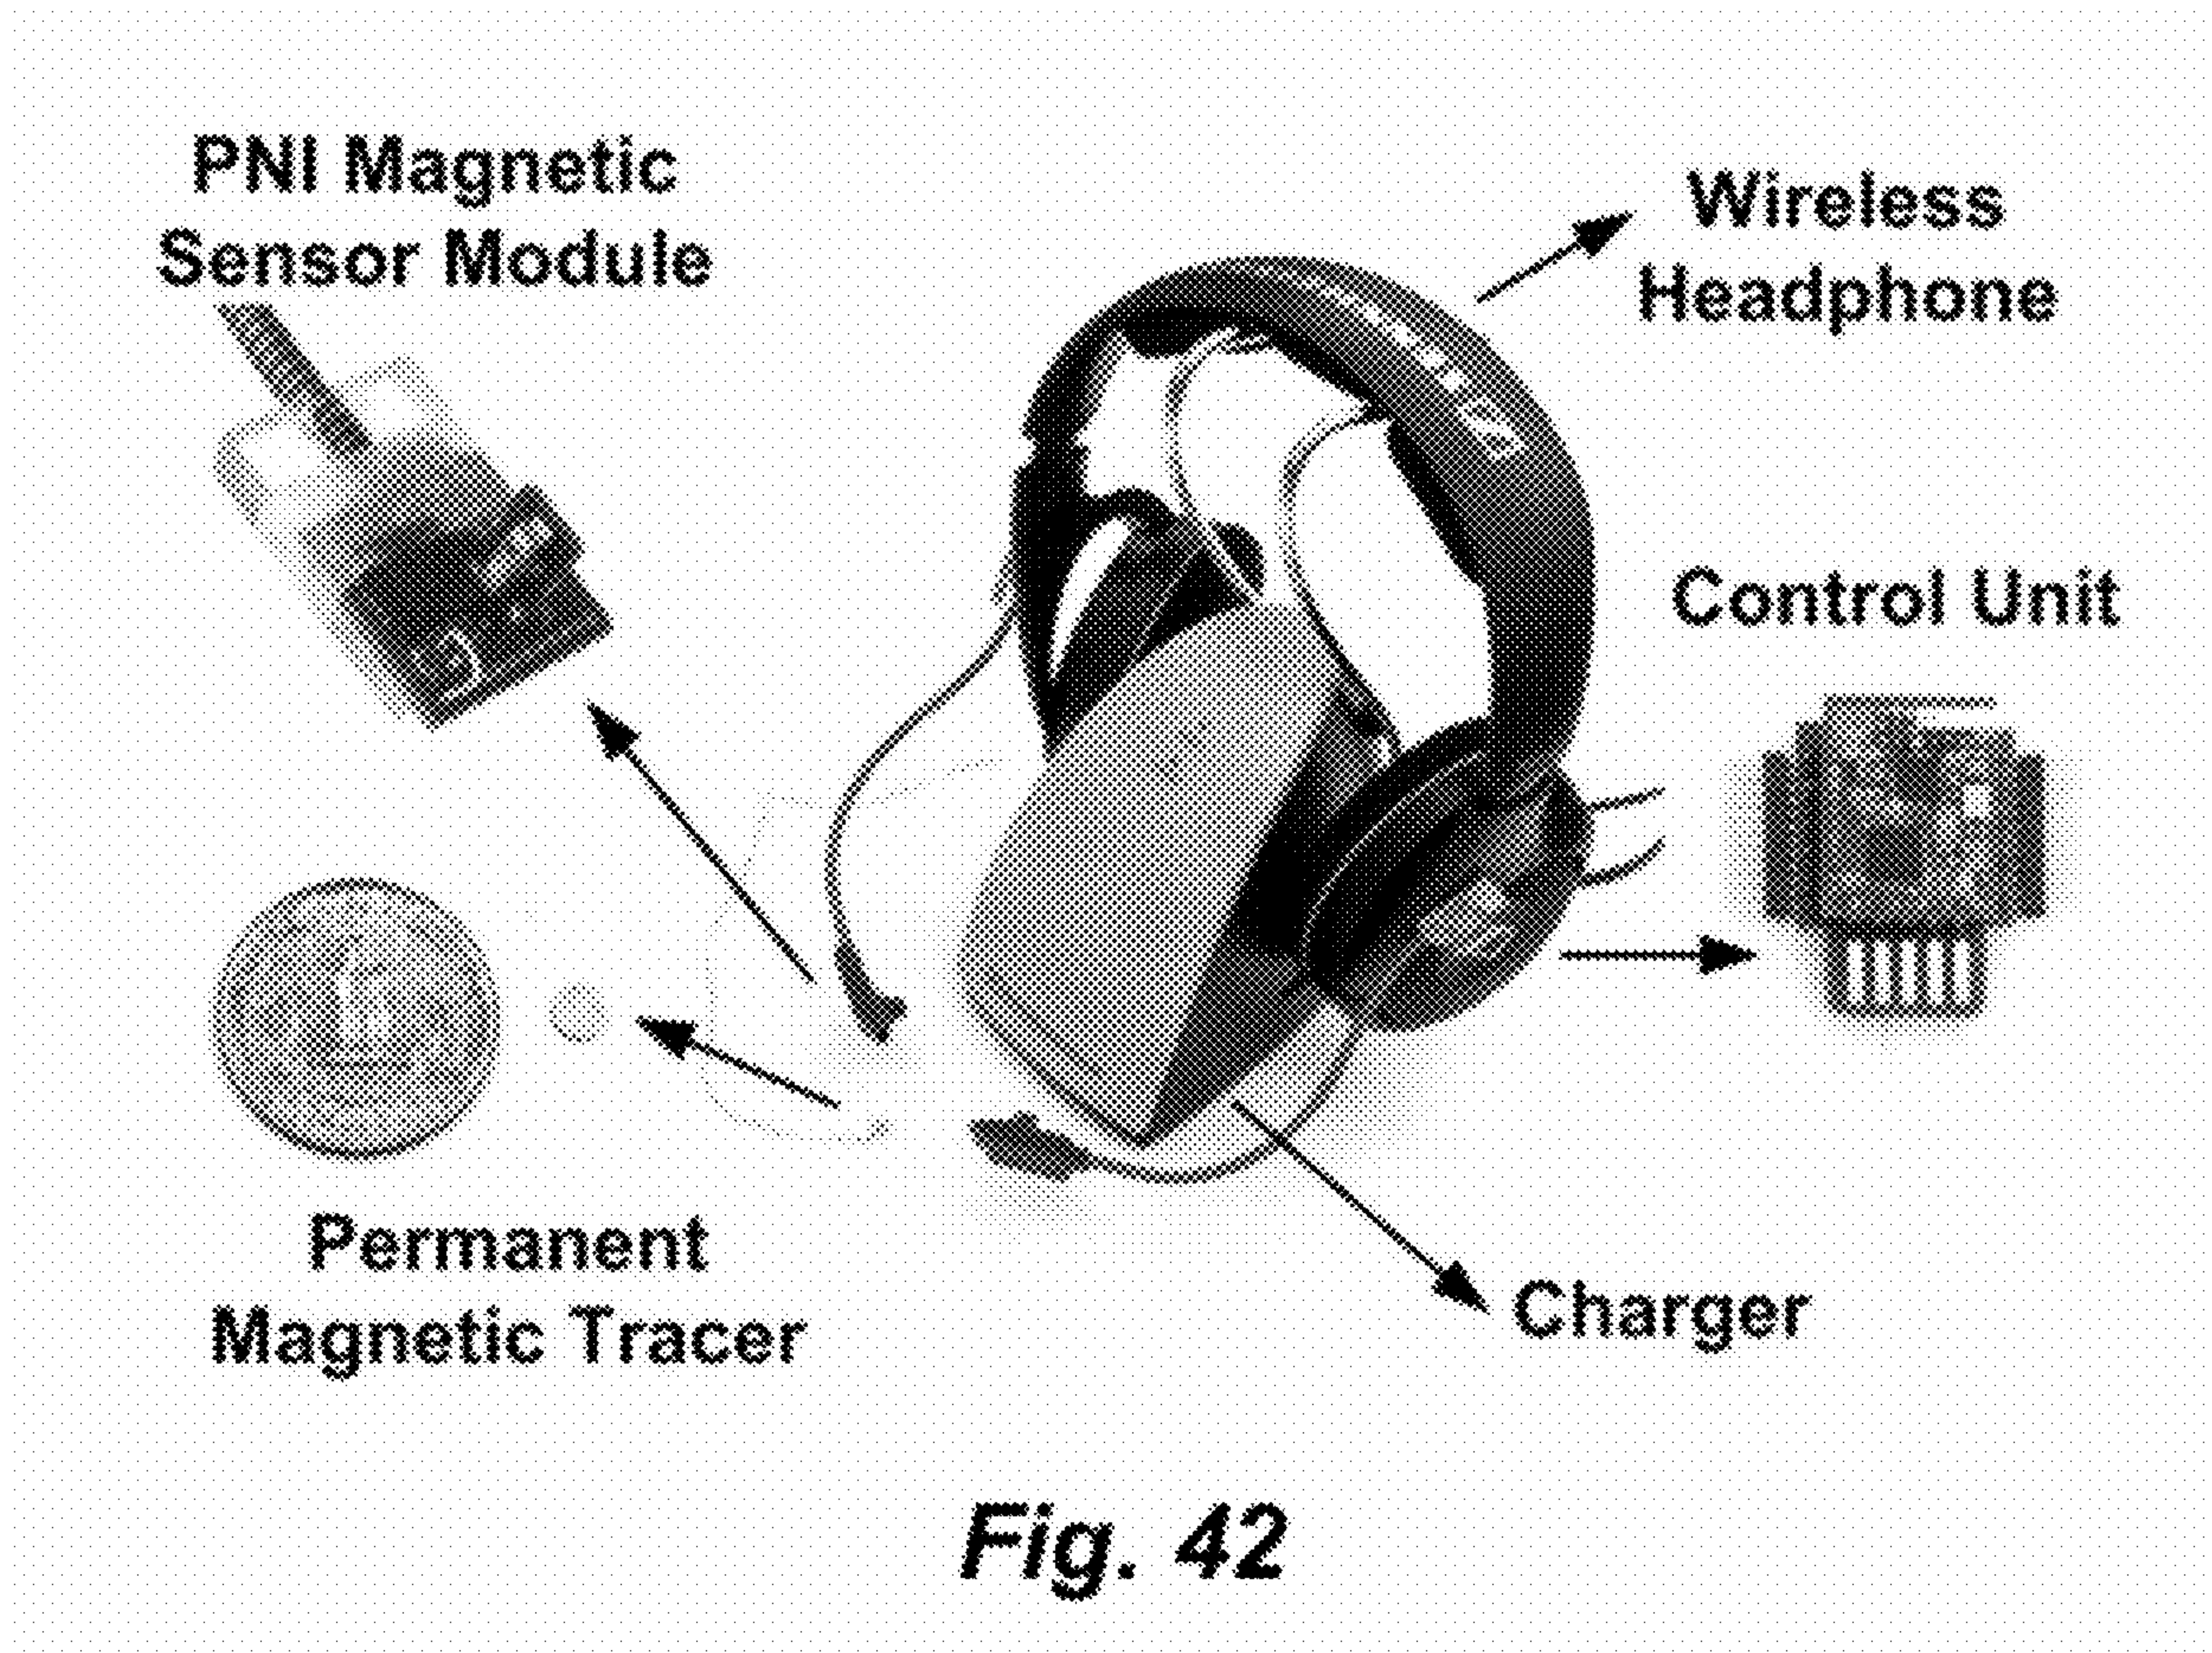 PNI Magnetic
Sensor Module
Wireless
Headphone
Control Unit
Permanent
Magnetic Tracer
Charger
Fig. 42